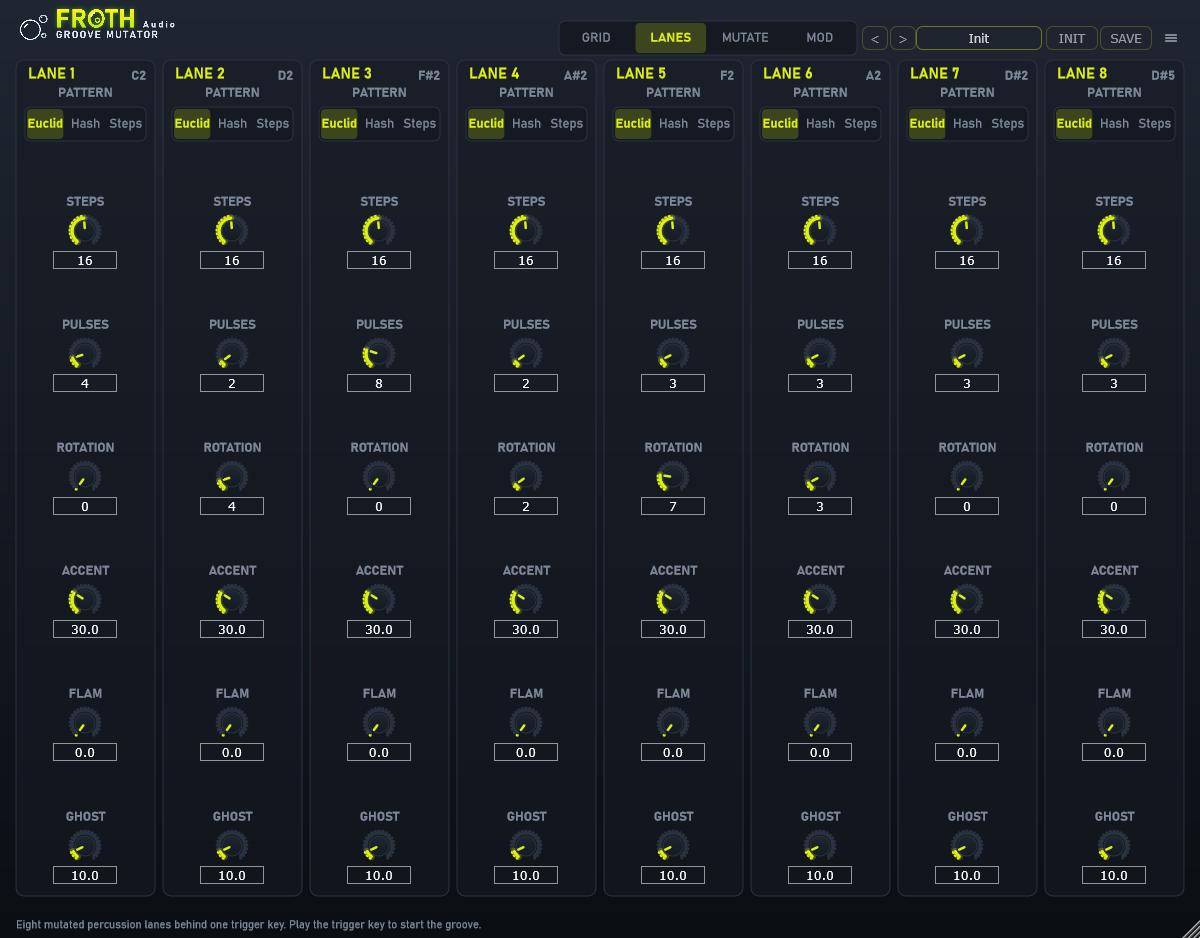 FROTH Audio
GROOVE MUTATOR
GRID LANES MUTATE MOD < > Init INIT SAVE
LANE 1 C2 LANE 2 D2 LANE 3 F#2 LANE 4 A#2 LANE 5 F2 LANE 6 A2 LANE 7 D#2 LANE 8 D#5
PATTERN PATTERN PATTERN PATTERN PATTERN PATTERN PATTERN PATTERN
Euclid Hash Steps Euclid Hash Steps Euclid Hash Steps Euclid Hash Steps Euclid Hash Steps Euclid Hash Steps Euclid Hash Steps Euclid Hash Steps
STEPS STEPS STEPS STEPS STEPS STEPS STEPS STEPS
16 16 16 16 16 16 16 16
PULSES PULSES PULSES PULSES PULSES PULSES PULSES PULSES
4 2 8 2 3 3 3 3
ROTATION ROTATION ROTATION ROTATION ROTATION ROTATION ROTATION ROTATION
0 4 0 2 7 3 0 0
ACCENT ACCENT ACCENT ACCENT ACCENT ACCENT ACCENT ACCENT
30.0 30.0 30.0 30.0 30.0 30.0 30.0 30.0
FLAM FLAM FLAM FLAM FLAM FLAM FLAM FLAM
0.0 0.0 0.0 0.0 0.0 0.0 0.0 0.0
GHOST GHOST GHOST GHOST GHOST GHOST GHOST GHOST
10.0 10.0 10.0 10.0 10.0 10.0 10.0 10.0
Eight mutated percussion lanes behind one trigger key. Play the trigger key to start the groove.